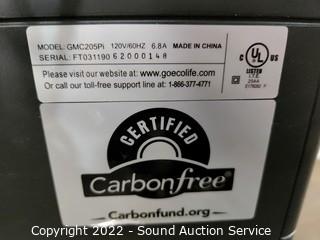 MODEL: GMC205Pi 120V/60HZ 6.8A MADE IN CHINA
SERIAL: FT031190 62000148
Please visit our website at: www.goecolife.com
Or call our toll-free support line at: 1-866-377-4771
C UL US
LISTED
I.T.E.
CERTIFIED
Carbonfree®
Carbonfund.org
Copyright 2022 - Sound Auction Service